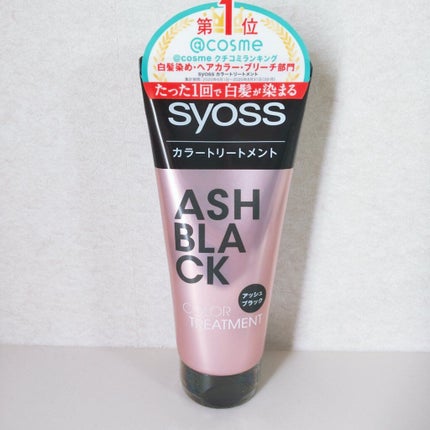 第1位
@cosme
@cosme クチコミランキング
白髪染め・ヘアカラー・ブリーチ部門
syoss カラートリートメント
たった1回で白髪が染まる
syoss
カラートリートメント
ASH
BLA
CK
アッシュ
ブラック
COLOR
TREATMENT